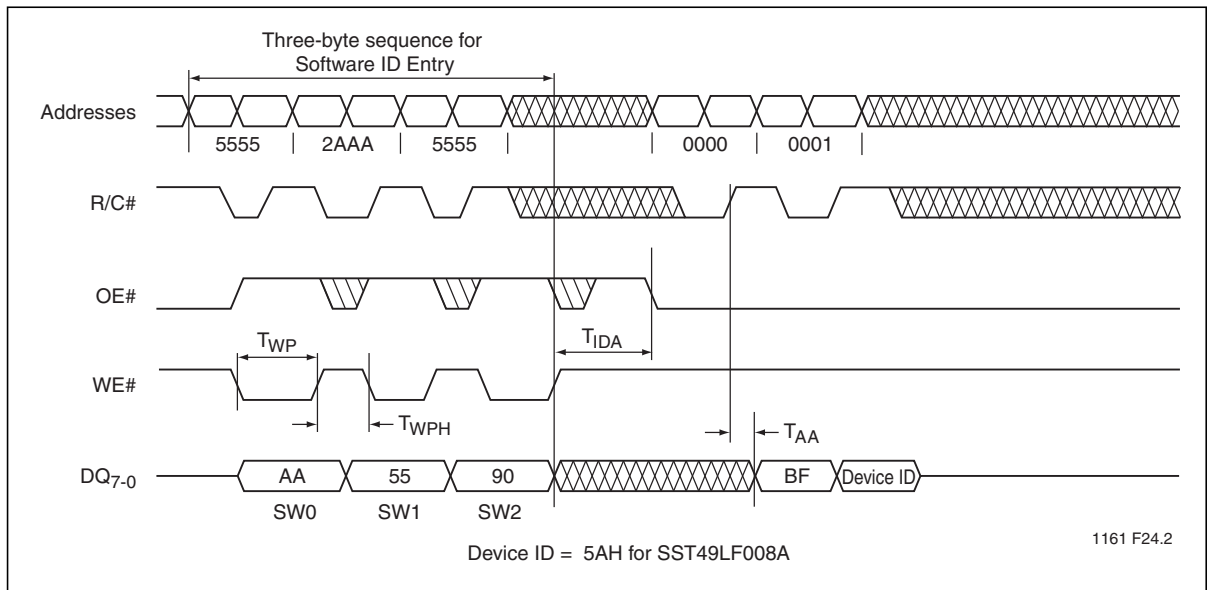 Three-byte sequence for
Software ID Entry
Addresses
5555 2AAA 5555 0000 0001
R/C#
OE#
TWP TIDA
WE#
TWPH TAA
DQ7-0 AA 55 90 BF Device ID
SW0 SW1 SW2
Device ID = 5AH for SST49LF008A
1161 F24.2